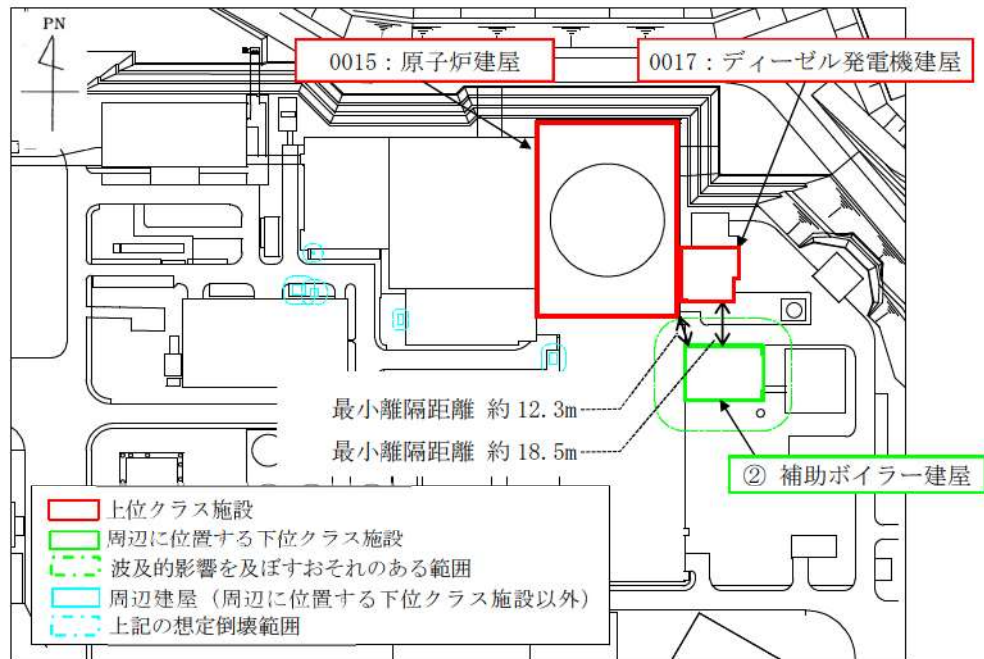 PN
0015：原子炉建屋
0017：ディーゼル発電機建屋
最小離隔距離 約 12.3m
最小離隔距離 約 18.5m
② 補助ボイラー建屋
上位クラス施設
周辺に位置する下位クラス施設
波及的影響を及ぼすおそれのある範囲
周辺建屋（周辺に位置する下位クラス施設以外）
上記の想定倒壊範囲